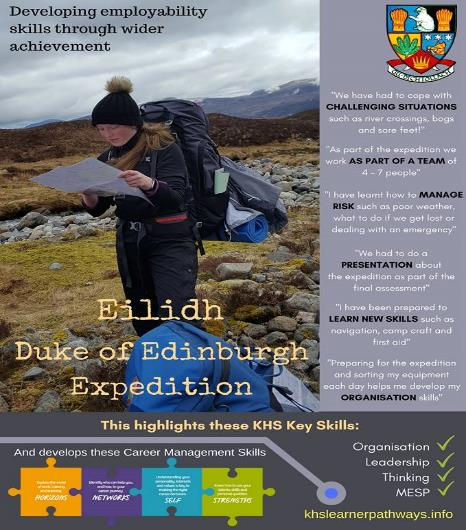 Developing employability
skills through wider
achievement
"We have had to cope with
CHALLENGING SITUATIONS
such as river crossings, bogs
and sore feet!"
"As part of the expedition we
work AS PART OF A TEAM of
4 - 7 people"
"I have learnt how to MANAGE
RISK such as poor weather,
what to do if we get lost or
dealing with an emergency"
"We had to do a
PRESENTATION about
the expedition as part of the
final assessment"
"I have been prepared to
LEARN NEW SKILLS such as
navigation, camp craft and
first aid"
"Preparing for the expedition
and sorting my equipment
each day helps me develop my
ORGANISATION skills"
Eilidh
Duke of Edinburgh
Expedition
This highlights these KHS Key Skills:
And develops these Career Management Skills
HORIZONS
NETWORKS
SELF
STRENGTHS
Organisation
Leadership
Thinking
MESP
khslearnerpathways.info